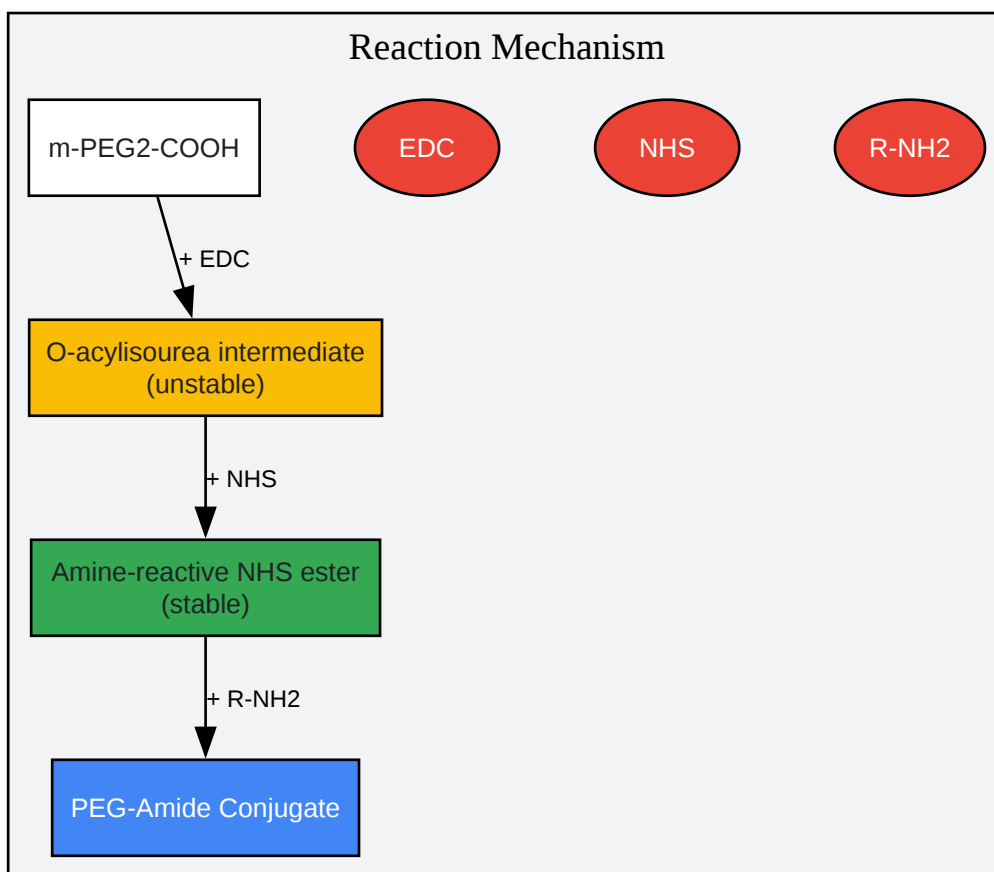 Reaction Mechanism
m-PEG2-COOH
EDC
NHS
R-NH2
+ EDC
O-acylisourea intermediate
(unstable)
+ NHS
Amine-reactive NHS ester
(stable)
+ R-NH2
PEG-Amide Conjugate